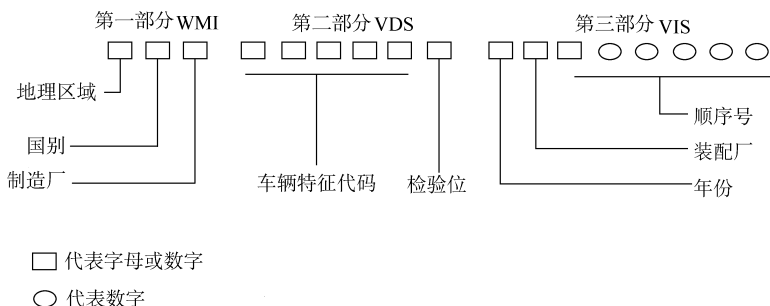 第一部分WMI 第二部分VDS 第三部分VIS
地理区域
顺序号
国别
装配厂
制造厂
车辆特征代码 检验位 年份
代表字母或数字
代表数字